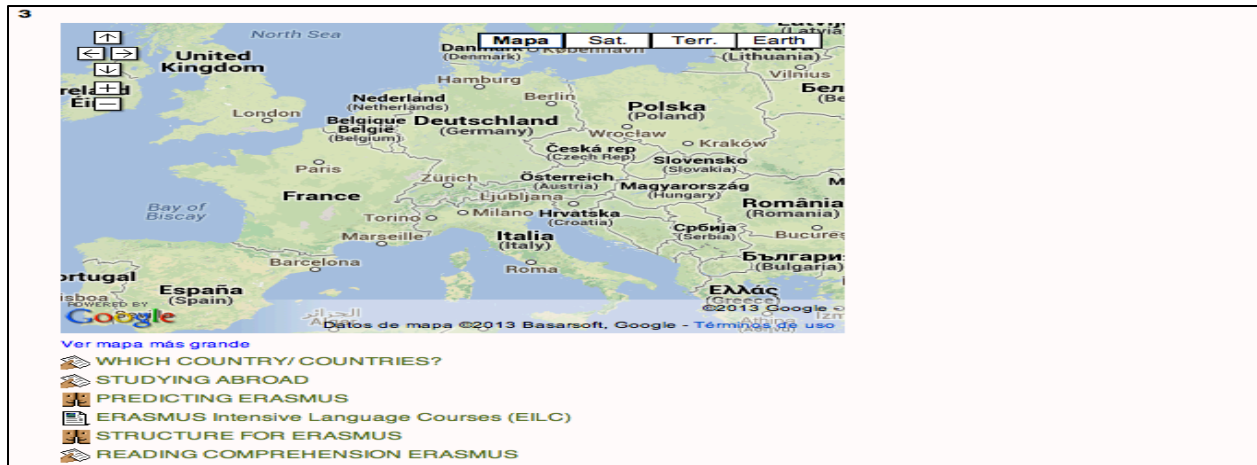 3
North Sea
Mapa Sat. Terr. Earth
(Latvia)
Danmark København
(Denmark)
(Lithuania)
Vilnius
United
Kingdom
Hamburg
Berlin
Nederland
(Netherlands)
London
Polska
(Poland)
België Belgique
(Belgium)
Deutschland
(Germany)
Wrocław
Kraków
Česká rep
(Czech Rep)
Slovensko
(Slovakia)
Paris
Zürich
Österreich
(Austria)
Magyarország
(Hungary)
France
Ljubljana
România
(Romania)
Bay of
Biscay
Torino
Milano
Hrvatska
(Croatia)
Србија
(Serbia)
Marseille
Italia
(Italy)
Barcelona
Roma
(Bulgaria)
España
(Spain)
Ελλάς
(Greece)
POWERED BY
Google
©2013 Google
Datos de mapa ©2013 Basarsoft, Google - Términos de uso
Ver mapa más grande
WHICH COUNTRY/ COUNTRIES?
STUDYING ABROAD
PREDICTING ERASMUS
ERASMUS Intensive Language Courses (EILC)
STRUCTURE FOR ERASMUS
READING COMPREHENSION ERASMUS